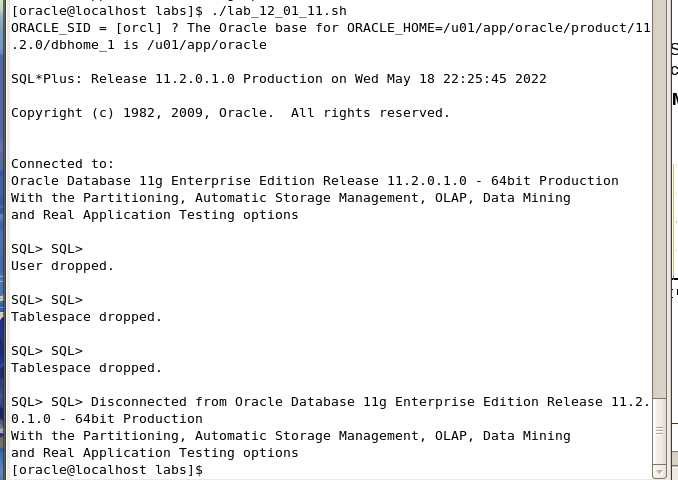 [oracle@localhost labs]$ ./lab_12_01_11.sh
ORACLE_SID = [orcl] ? The Oracle base for ORACLE_HOME=/u01/app/oracle/product/11
.2.0/dbhome_1 is /u01/app/oracle
SQL*Plus: Release 11.2.0.1.0 Production on Wed May 18 22:25:45 2022
Copyright (c) 1982, 2009, Oracle.  All rights reserved.
Connected to:
Oracle Database 11g Enterprise Edition Release 11.2.0.1.0 - 64bit Production
With the Partitioning, Automatic Storage Management, OLAP, Data Mining
and Real Application Testing options
SQL> SQL>
User dropped.
SQL> SQL>
Tablespace dropped.
SQL> SQL>
Tablespace dropped.
SQL> SQL> Disconnected from Oracle Database 11g Enterprise Edition Release 11.2.
0.1.0 - 64bit Production
With the Partitioning, Automatic Storage Management, OLAP, Data Mining
and Real Application Testing options
[oracle@localhost labs]$